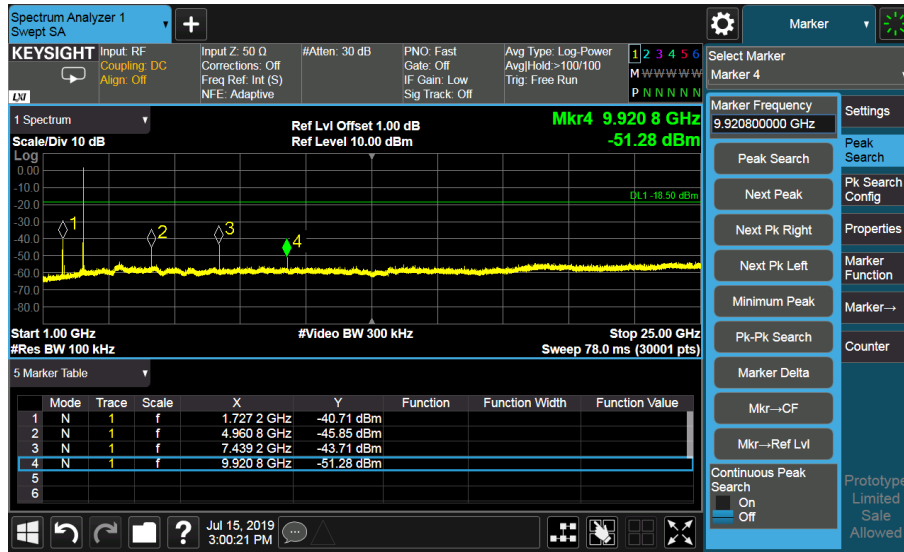 Spectrum Analyzer 1
Swept SA
+
Marker
KEYSIGHT
LXI
Input: RF
Coupling: DC
Align: Off
Input Z: 50 Ω
Corrections: Off
Freq Ref: Int (S)
NFE: Adaptive
#Atten: 30 dB
PNO: Fast
Gate: Off
IF Gain: Low
Sig Track: Off
Avg Type: Log-Power
Avg|Hold:>100/100
Trig: Free Run
1 2 3 4 5 6
M W W W W W
P N N N N N
Select Marker
Marker 4
1 Spectrum
Scale/Div 10 dB
Ref Lvl Offset 1.00 dB
Ref Level 10.00 dBm
Mkr4 9.920 8 GHz
-51.28 dBm
Log
0.00
-10.0
-20.0
-30.0
-40.0
-50.0
-60.0
-70.0
-80.0
DL1 -18.50 dBm
1
2
3
4
Start 1.00 GHz
#Res BW 100 kHz
#Video BW 300 kHz
Stop 25.00 GHz
Sweep 78.0 ms (30001 pts)
5 Marker Table
Mode Trace Scale X Y Function Function Width Function Value
1 N 1 f 1.727 2 GHz -40.71 dBm
2 N 1 f 4.960 8 GHz -45.85 dBm
3 N 1 f 7.439 2 GHz -43.71 dBm
4 N 1 f 9.920 8 GHz -51.28 dBm
5
6
Marker Frequency
9.920800000 GHz
Peak Search
Next Peak
Next Pk Right
Next Pk Left
Minimum Peak
Pk-Pk Search
Marker Delta
Mkr→CF
Mkr→Ref Lvl
Continuous Peak
Search
On
Off
Settings
Peak
Search
Pk Search
Config
Properties
Marker
Function
Marker→
Counter
Prototype
Limited
Sale
Allowed
?
Jul 15, 2019
3:00:21 PM